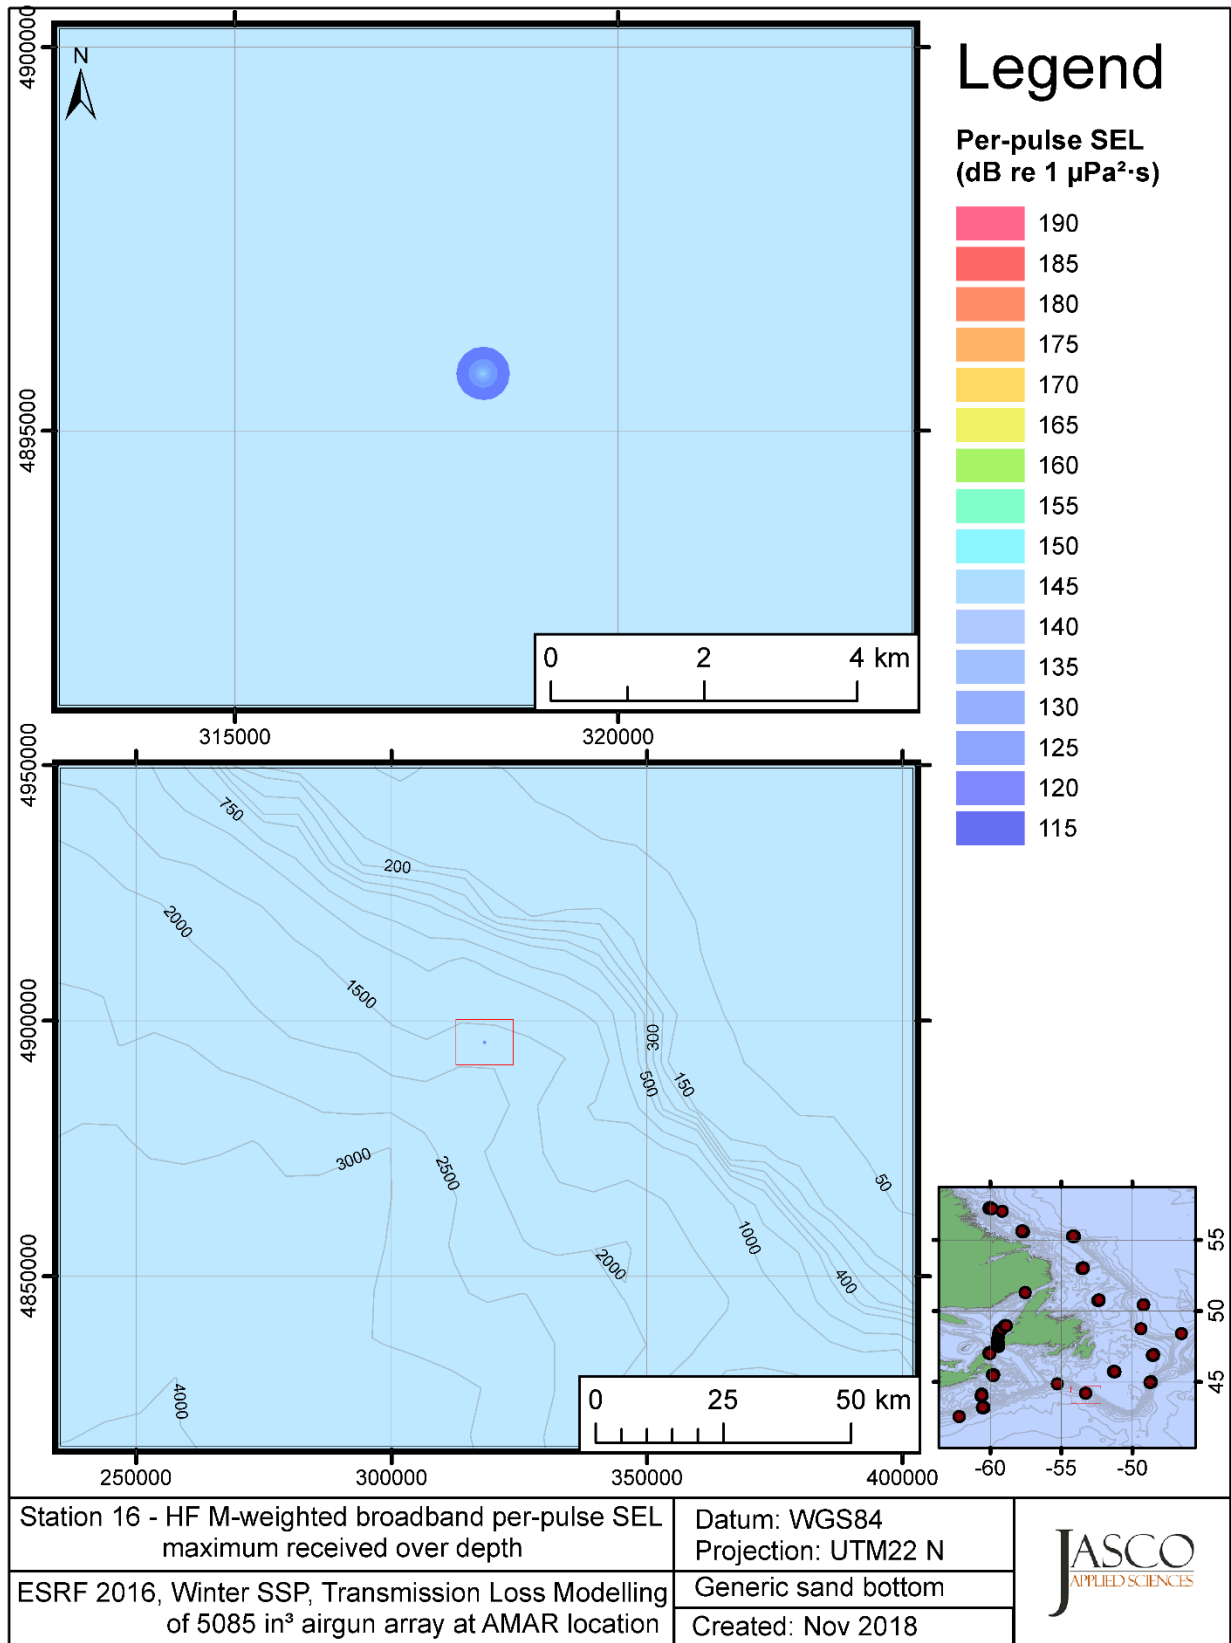 N
4900000
4895000
0 2 4 km
315000 320000
Legend
Per-pulse SEL
(dB re 1 µPa²·s)
190
185
180
175
170
165
160
155
150
145
140
135
130
125
120
115
4950000
4900000
4850000
750
200
2000
1500
300
500
150
3000
2500
50
2000
1000
400
4000
0 25 50 km
250000 300000 350000 400000
55
50
45
-60 -55 -50
Station 16 - HF M-weighted broadband per-pulse SEL
maximum received over depth
ESRF 2016, Winter SSP, Transmission Loss Modelling
of 5085 in³ airgun array at AMAR location
Datum: WGS84
Projection: UTM22 N
Generic sand bottom
Created: Nov 2018
JASCO
APPLIED SCIENCES